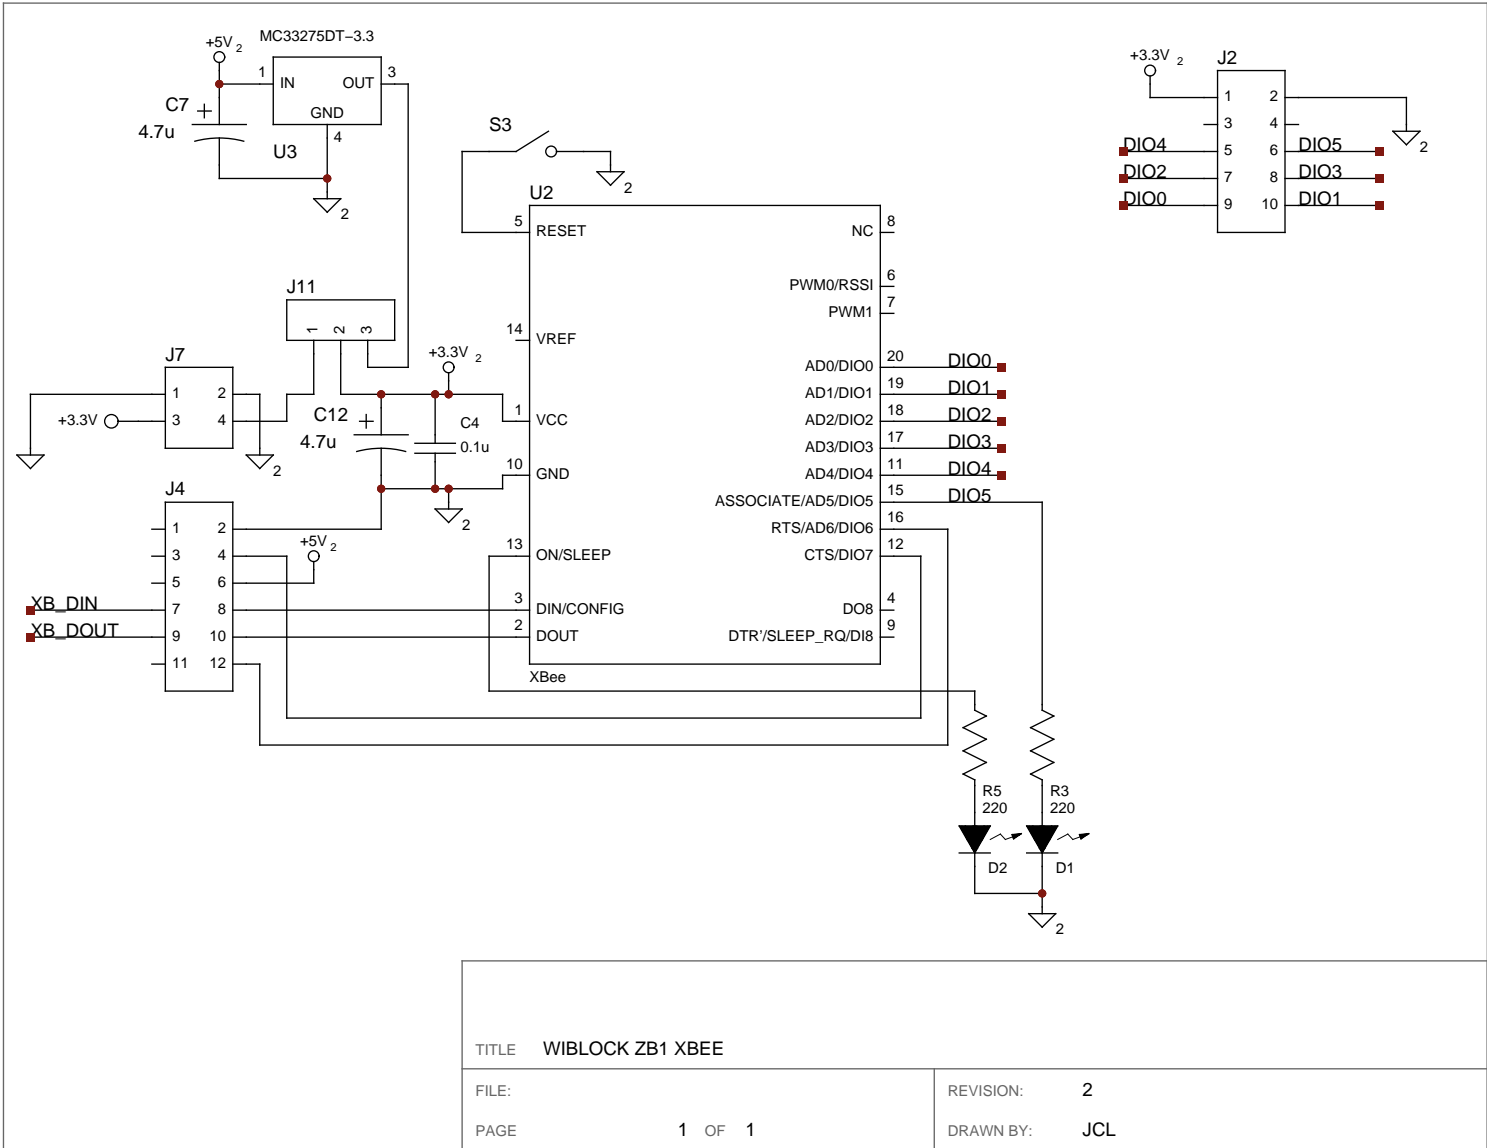 MC33275DT−3.3
+5V 2
1 IN OUT 3
GND
4
C7
4.7u
U3
2
S3
2
+3.3V 2
J2
1 2
3 4
DIO4 5 6 DIO5
DIO2 7 8 DIO3
DIO0 9 10 DIO1
2
U2
5 RESET
NC 8
PWM0/RSSI 6
PWM1 7
14 VREF
AD0/DIO0 20 DIO0
AD1/DIO1 19 DIO1
1 VCC
AD2/DIO2 18 DIO2
AD3/DIO3 17 DIO3
10 GND
AD4/DIO4 11 DIO4
ASSOCIATE/AD5/DIO5 15 DIO5
RTS/AD6/DIO6 16
13 ON/SLEEP
CTS/DIO7 12
3 DIN/CONFIG
DO8 4
2 DOUT
DTR'/SLEEP_RQ/DI8 9
XBee
J11
1 2 3
+3.3V 2
J7
1 2
+3.3V 3 4
2
C12
4.7u
C4
0.1u
2
J4
1 2
3 4
+5V 2
5 6
XB_DIN 7 8
XB_DOUT 9 10
11 12
R5
220
R3
220
D2
D1
2
TITLE WIBLOCK ZB1 XBEE
FILE:
REVISION: 2
PAGE 1 OF 1
DRAWN BY: JCL